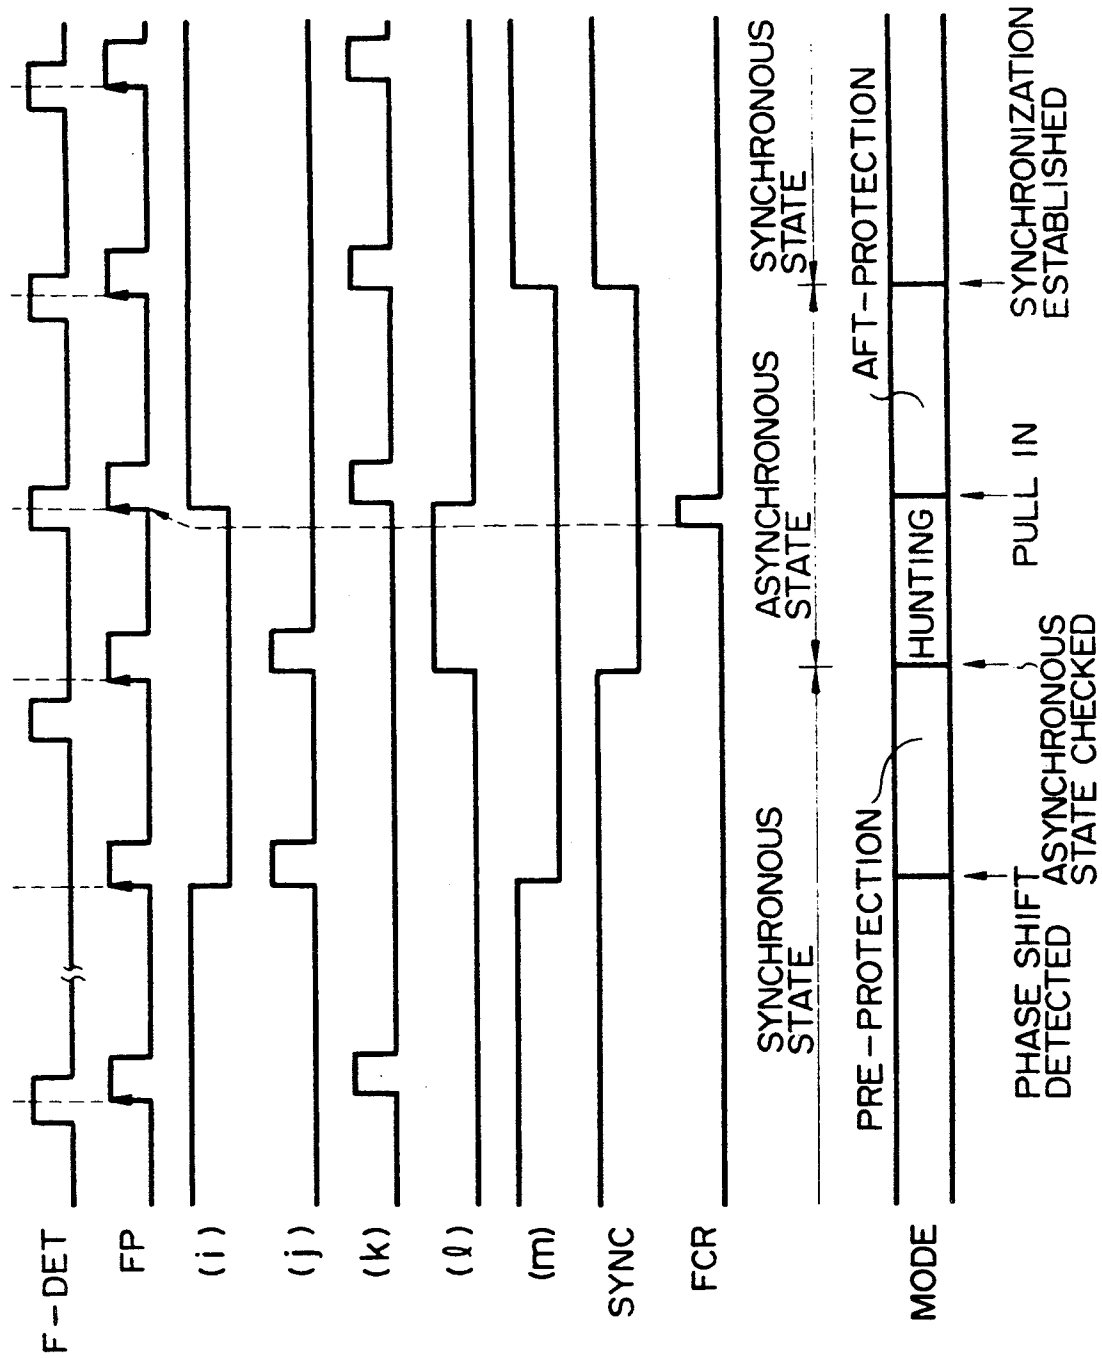 F-DET
FP
(i)
(j)
(k)
(ℓ)
(m)
SYNC
FCR
SYNCHRONOUS
STATE
ASYNCHRONOUS
STATE
SYNCHRONOUS
STATE
PRE-PROTECTION
AFT-PROTECTION
MODE
HUNTING
PHASE SHIFT
DETECTED
ASYNCHRONOUS
STATE CHECKED
PULL IN
SYNCHRONIZATION
ESTABLISHED